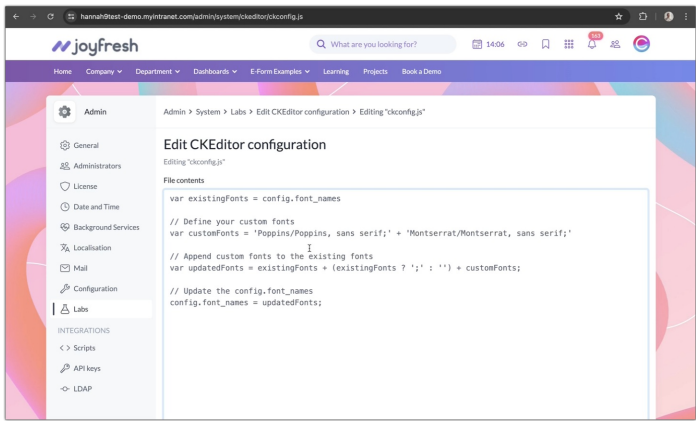 hannah9test-demo.myintranet.com/admin/system/ckeditor/ckconfig.js
joyfresh
What are you looking for?
14:06
163
Home Company Department Dashboards E-Form Examples Learning Projects Book a Demo
Admin
Admin > System > Labs > Edit CKEditor configuration > Editing "ckconfig.js"
General
Administrators
License
Date and Time
Background Services
Localisation
Mail
Configuration
Labs
INTEGRATIONS
Scripts
API keys
LDAP
Edit CKEditor configuration
Editing "ckconfig.js"
File contents
var existingFonts = config.font_names
// Define your custom fonts
var customFonts = 'Poppins/Poppins, sans serif;' + 'Montserrat/Montserrat, sans serif;'
// Append custom fonts to the existing fonts
var updatedFonts = existingFonts + (existingFonts ? ';' : '') + customFonts;
// Update the config.font_names
config.font_names = updatedFonts;